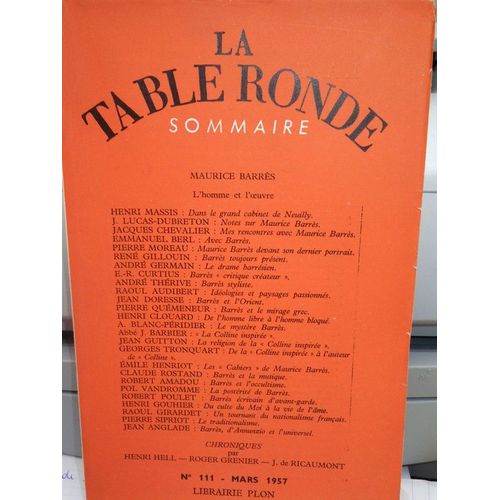 LA
TABLE RONDE
SOMMAIRE
MAURICE BARRÈS
L'homme et l'œuvre
HENRI MASSIS : Dans le grand cabinet de Neuilly.
J. LUCAS-DUBRETON : Notes sur Maurice Barrès.
JACQUES CHEVALIER : Mes rencontres avec Maurice Barrès.
EMMANUEL BERL : Avec Barrès.
PIERRE MOREAU : Maurice Barrès devant son dernier portrait.
RENÉ GILLOUIN : Barrès toujours présent.
ANDRÉ GERMAIN : Le drame barrésien.
E.-R. CURTIUS : Barrès « critique créateur ».
ANDRÉ THÉRIVE : Barrès styliste.
RAOUL AUDIBERT : Idéologies et paysages passionnés.
JEAN DORESSE : Barrès et l'Orient.
PIERRE QUÉMENEUR : Barrès et le mirage grec.
HENRI CLOUARD : De l'homme libre à l'homme bloqué.
A. BLANC-PÉRIDIER : Le mystère Barrès.
Abbé J. BARBIER : « La Colline inspirée ».
JEAN GUITTON : La religion de la « Colline inspirée ».
GEORGES TRONQUART : De la « Colline inspirée » à l'auteur
de « Colline ».
ÉMILE HENRIOT : Les « Cahiers » de Maurice Barrès.
CLAUDE ROSTAND : Barrès et la musique.
ROBERT AMADOU : Barrès et l'occultisme.
POL VANDROMME : La postérité de Barrès.
ROBERT POULET : Barrès écrivain d'avant-garde.
HENRI GOUHIER : Du culte du Moi à la vie de l'âme.
RAOUL GIRARDET : Un tournant du nationalisme français.
PIERRE SIPRIOT : Le traditionalisme.
JEAN ANGLADE : Barrès, d'Annunzio et l'universel.
CHRONIQUES
par
HENRI HELL — ROGER GRENIER — J. de RICAUMONT
N° 111 - MARS 1957
LIBRAIRIE PLON